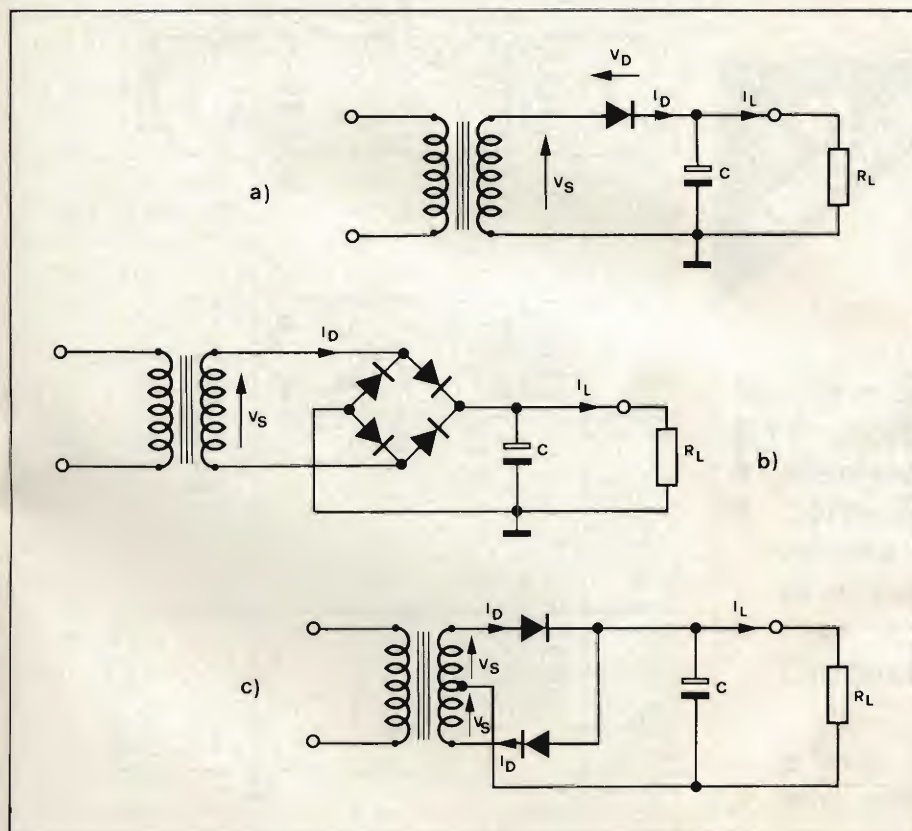 V_D
I_D
I_L
V_S
C
R_L
a)
I_D
I_L
V_S
C
R_L
b)
I_D
I_L
V_S
V_S
C
R_L
c)
I_D